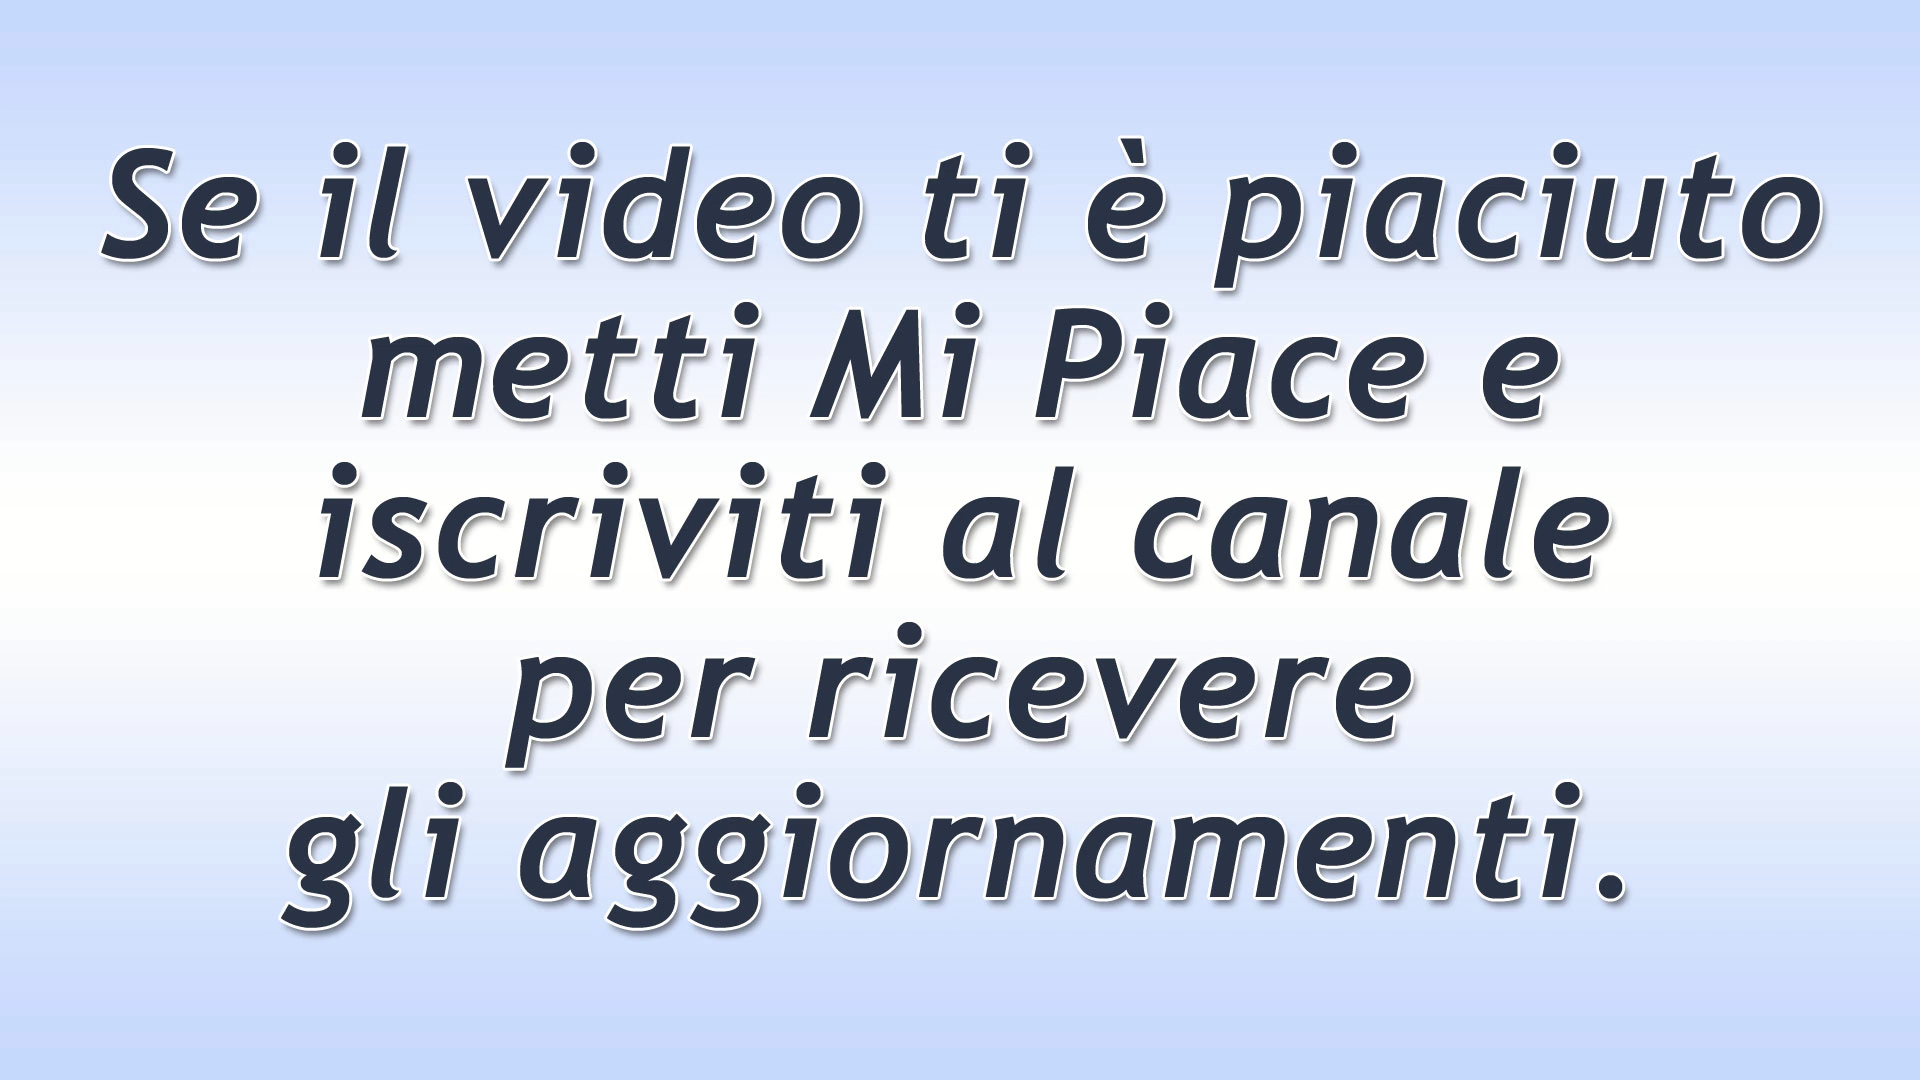 Se il video ti è piaciuto
metti Mi Piace e
iscriviti al canale
per ricevere
gli aggiornamenti.